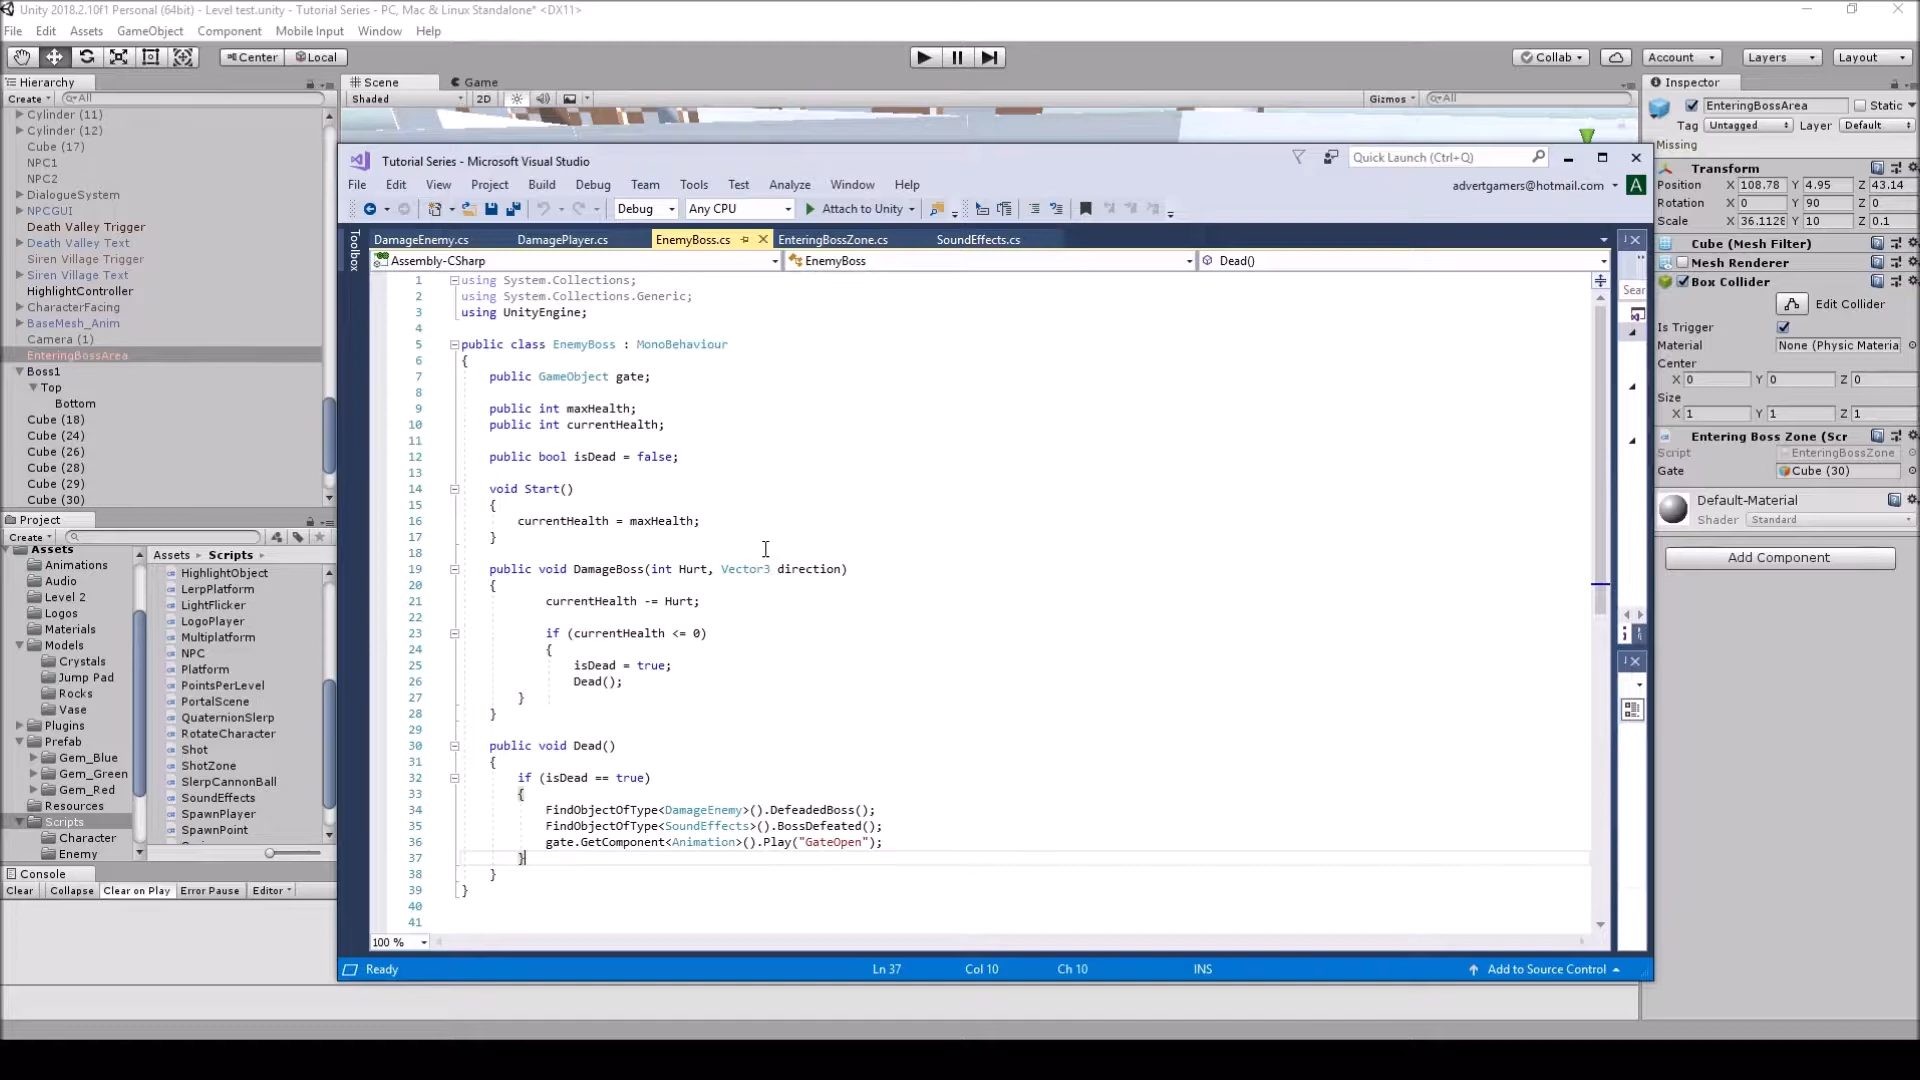 Unity 2018.2.10f1 Personal (64bit) - Level test.unity - Tutorial Series - PC, Mac & Linux Standalone* <DX11>
File Edit Assets GameObject Component Mobile Input Window Help
Center Local
Collab Account Layers Layout
Hierarchy
Create All
Cylinder (11)
Cylinder (12)
Cube (17)
NPC1
NPC2
DialogueSystem
NPCGUI
Death Valley Trigger
Death Valley Text
Siren Village Trigger
Siren Village Text
HighlightController
CharacterFacing
BaseMesh_Anim
Camera (1)
EnteringBossArea
Boss1
Top
Bottom
Cube (18)
Cube (24)
Cube (26)
Cube (28)
Cube (29)
Cube (30)
Project
Create
Assets
Animations
Audio
Level 2
Logos
Materials
Models
Crystals
Jump Pad
Rocks
Vase
Plugins
Prefab
Gem_Blue
Gem_Green
Gem_Red
Resources
Scripts
Character
Enemy
Assets Scripts
HighlightObject
LerpPlatform
LightFlicker
LogoPlayer
Multiplatform
NPC
Platform
PointsPerLevel
PortalScene
QuaternionSlerp
RotateCharacter
Shot
ShotZone
SlerpCannonBall
SoundEffects
SpawnPlayer
SpawnPoint
Console
Clear Collapse Clear on Play Error Pause Editor
Scene Game
Shaded 2D Gizmos All
Tutorial Series - Microsoft Visual Studio
Quick Launch (Ctrl+Q)
File Edit View Project Build Debug Team Tools Test Analyze Window Help
advertgamers@hotmail.com A
Debug Any CPU Attach to Unity
Toolbox
DamageEnemy.cs DamagePlayer.cs EnemyBoss.cs EnteringBossZone.cs SoundEffects.cs
Assembly-CSharp EnemyBoss Dead()
1 using System.Collections;
2 using System.Collections.Generic;
3 using UnityEngine;
4
5 public class EnemyBoss : MonoBehaviour
6 {
7 public GameObject gate;
8
9 public int maxHealth;
10 public int currentHealth;
11
12 public bool isDead = false;
13
14 void Start()
15 {
16 currentHealth = maxHealth;
17 }
18
19 public void DamageBoss(int Hurt, Vector3 direction)
20 {
21 currentHealth -= Hurt;
22
23 if (currentHealth <= 0)
24 {
25 isDead = true;
26 Dead();
27 }
28 }
29
30 public void Dead()
31 {
32 if (isDead == true)
33 {
34 FindObjectOfType<DamageEnemy>().DefeadedBoss();
35 FindObjectOfType<SoundEffects>().BossDefeated();
36 gate.GetComponent<Animation>().Play("GateOpen");
37 }
38 }
39 }
40
41
100 %
Ready Ln 37 Col 10 Ch 10 INS Add to Source Control
Sear
Inspector
EnteringBossArea Static
Tag Untagged Layer Default
Missing
Transform
Position X 108.78 Y 4.95 Z 43.14
Rotation X 0 Y 90 Z 0
Scale X 36.1128 Y 10 Z 0.1
Cube (Mesh Filter)
Mesh Renderer
Box Collider
Edit Collider
Is Trigger
Material None (Physic Materia
Center
X 0 Y 0 Z 0
Size
X 1 Y 1 Z 1
Entering Boss Zone (Scr
Script EnteringBossZone
Gate Cube (30)
Default-Material
Shader Standard
Add Component